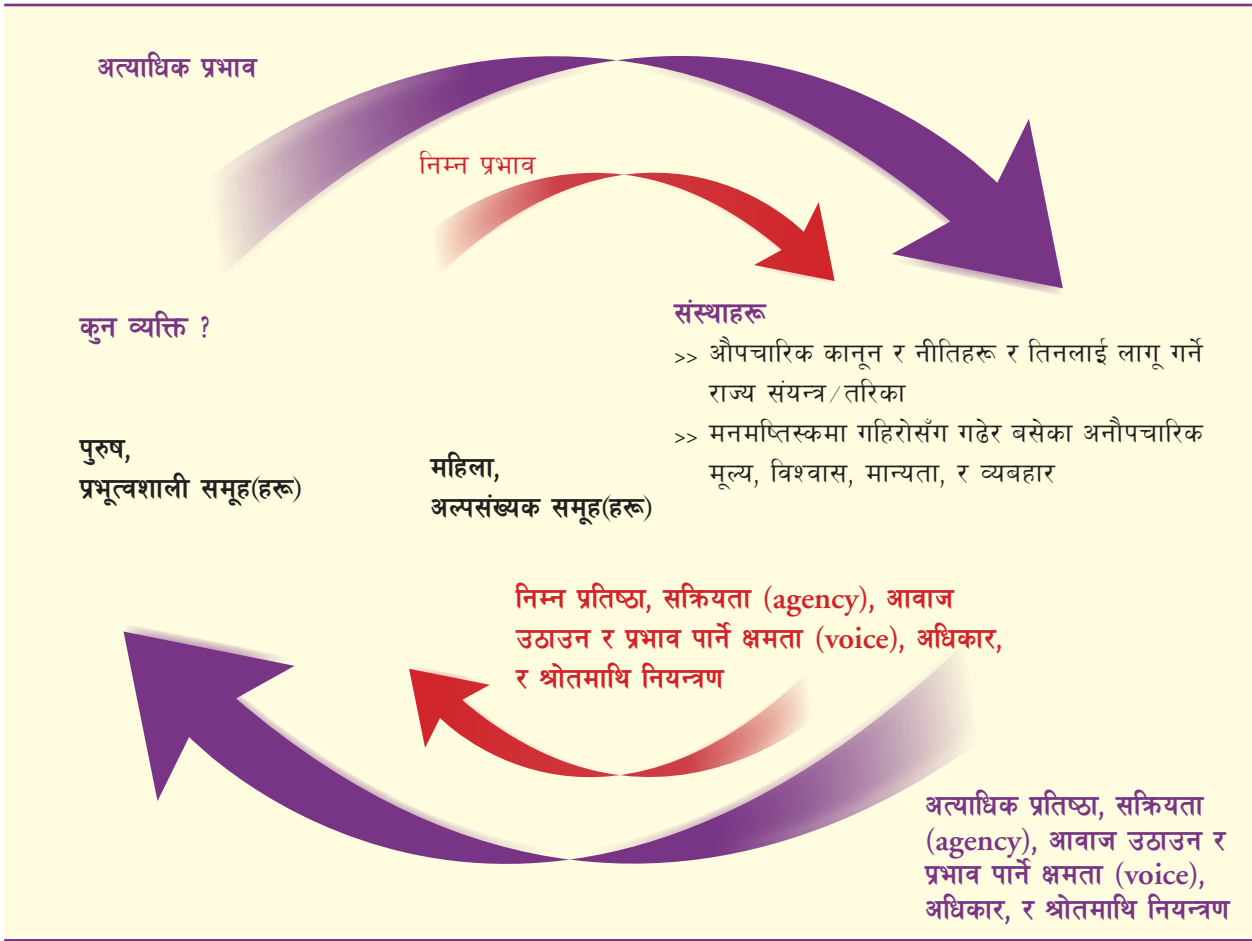 अत्याधिक प्रभाव
निम्न प्रभाव
कुन व्यक्ति ?
संस्थाहरू
>> औपचारिक कानून र नीतिहरू र तिनलाई लागू गर्ने
राज्य संयन्त्र/तरिका
>> मनमष्तिस्कमा गहिरोसँग गढेर बसेका अनौपचारिक
मूल्य, विश्वास, मान्यता, र व्यबहार
पुरुष,
प्रभूत्वशाली समूह(हरू)
महिला,
अल्पसंख्यक समूह(हरू)
निम्न प्रतिष्ठा, सक्रियता (agency), आवाज
उठाउन र प्रभाव पार्ने क्षमता (voice), अधिकार,
र श्रोतमाथि नियन्त्रण
अत्याधिक प्रतिष्ठा, सक्रियता
(agency), आवाज उठाउन र
प्रभाव पार्ने क्षमता (voice),
अधिकार, र श्रोतमाथि नियन्त्रण